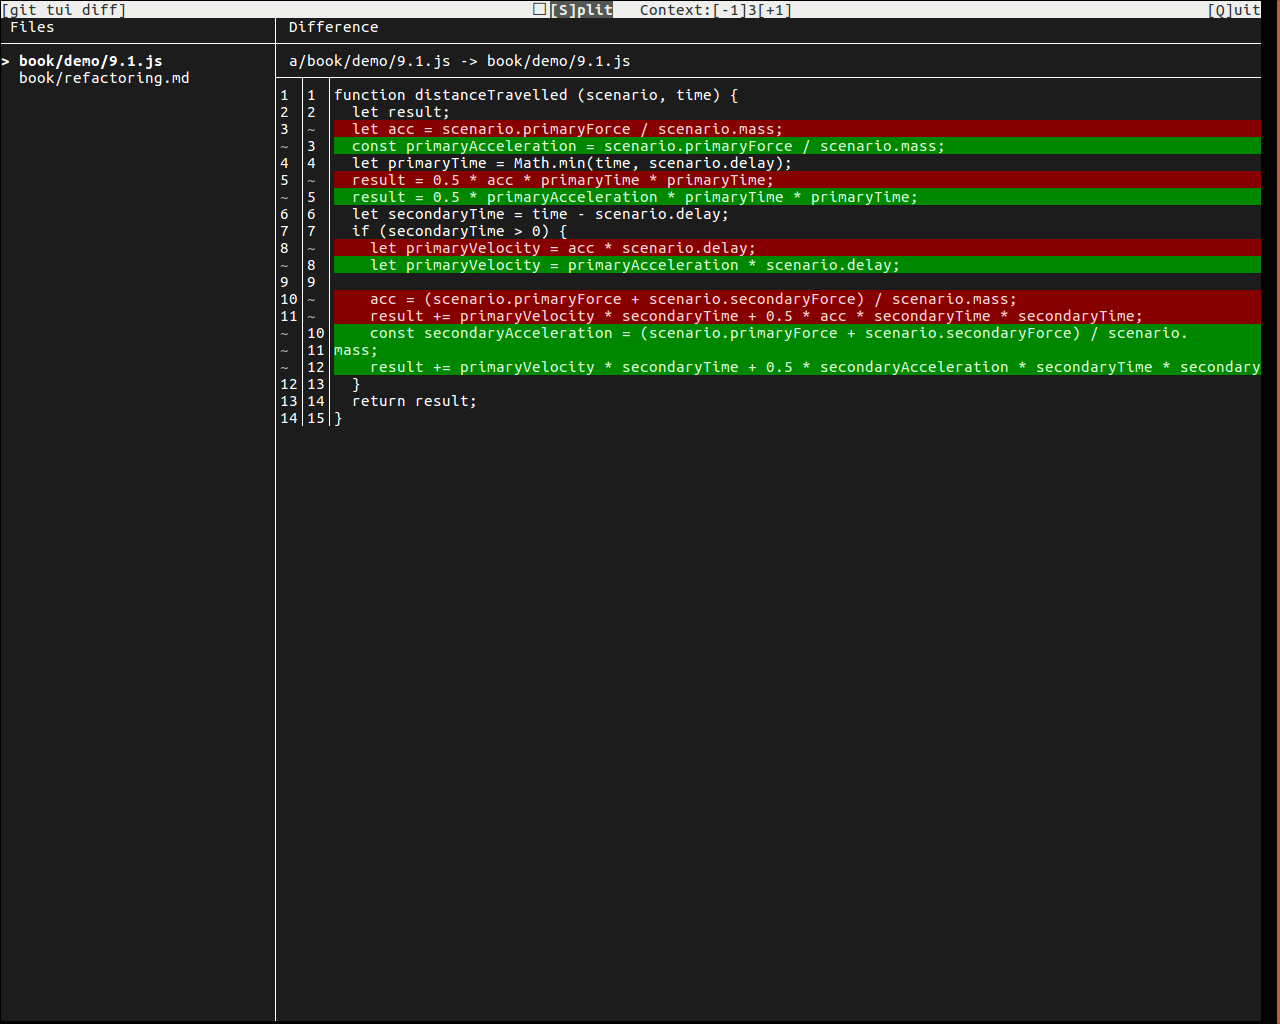 [git tui diff] ☐[S]plit Context:[-1]3[+1] [Q]uit
Files
Difference
> book/demo/9.1.js
book/refactoring.md
a/book/demo/9.1.js -> book/demo/9.1.js
1 1 function distanceTravelled (scenario, time) {
2 2   let result;
3 ~   let acc = scenario.primaryForce / scenario.mass;
~ 3   const primaryAcceleration = scenario.primaryForce / scenario.mass;
4 4   let primaryTime = Math.min(time, scenario.delay);
5 ~   result = 0.5 * acc * primaryTime * primaryTime;
~ 5   result = 0.5 * primaryAcceleration * primaryTime * primaryTime;
6 6   let secondaryTime = time - scenario.delay;
7 7   if (secondaryTime > 0) {
8 ~     let primaryVelocity = acc * scenario.delay;
~ 8     let primaryVelocity = primaryAcceleration * scenario.delay;
9 9
10 ~     acc = (scenario.primaryForce + scenario.secondaryForce) / scenario.mass;
11 ~     result += primaryVelocity * secondaryTime + 0.5 * acc * secondaryTime * secondaryTime;
~ 10     const secondaryAcceleration = (scenario.primaryForce + scenario.secondaryForce) / scenario.
~ 11 mass;
~ 12     result += primaryVelocity * secondaryTime + 0.5 * secondaryAcceleration * secondaryTime * secondary
12 13   }
13 14   return result;
14 15 }